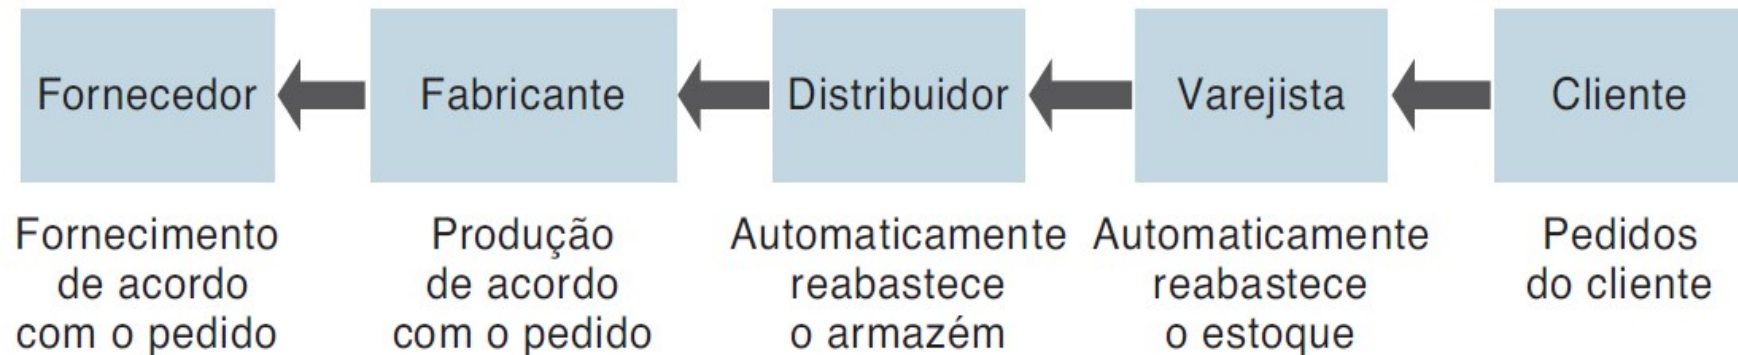 Fornecedor
Fabricante
Distribuidor
Varejista
Cliente
Fornecimento
de acordo
com o pedido
Produção
de acordo
com o pedido
Automaticamente
reabastece
o armazém
Automaticamente
reabastece
o estoque
Pedidos
do cliente